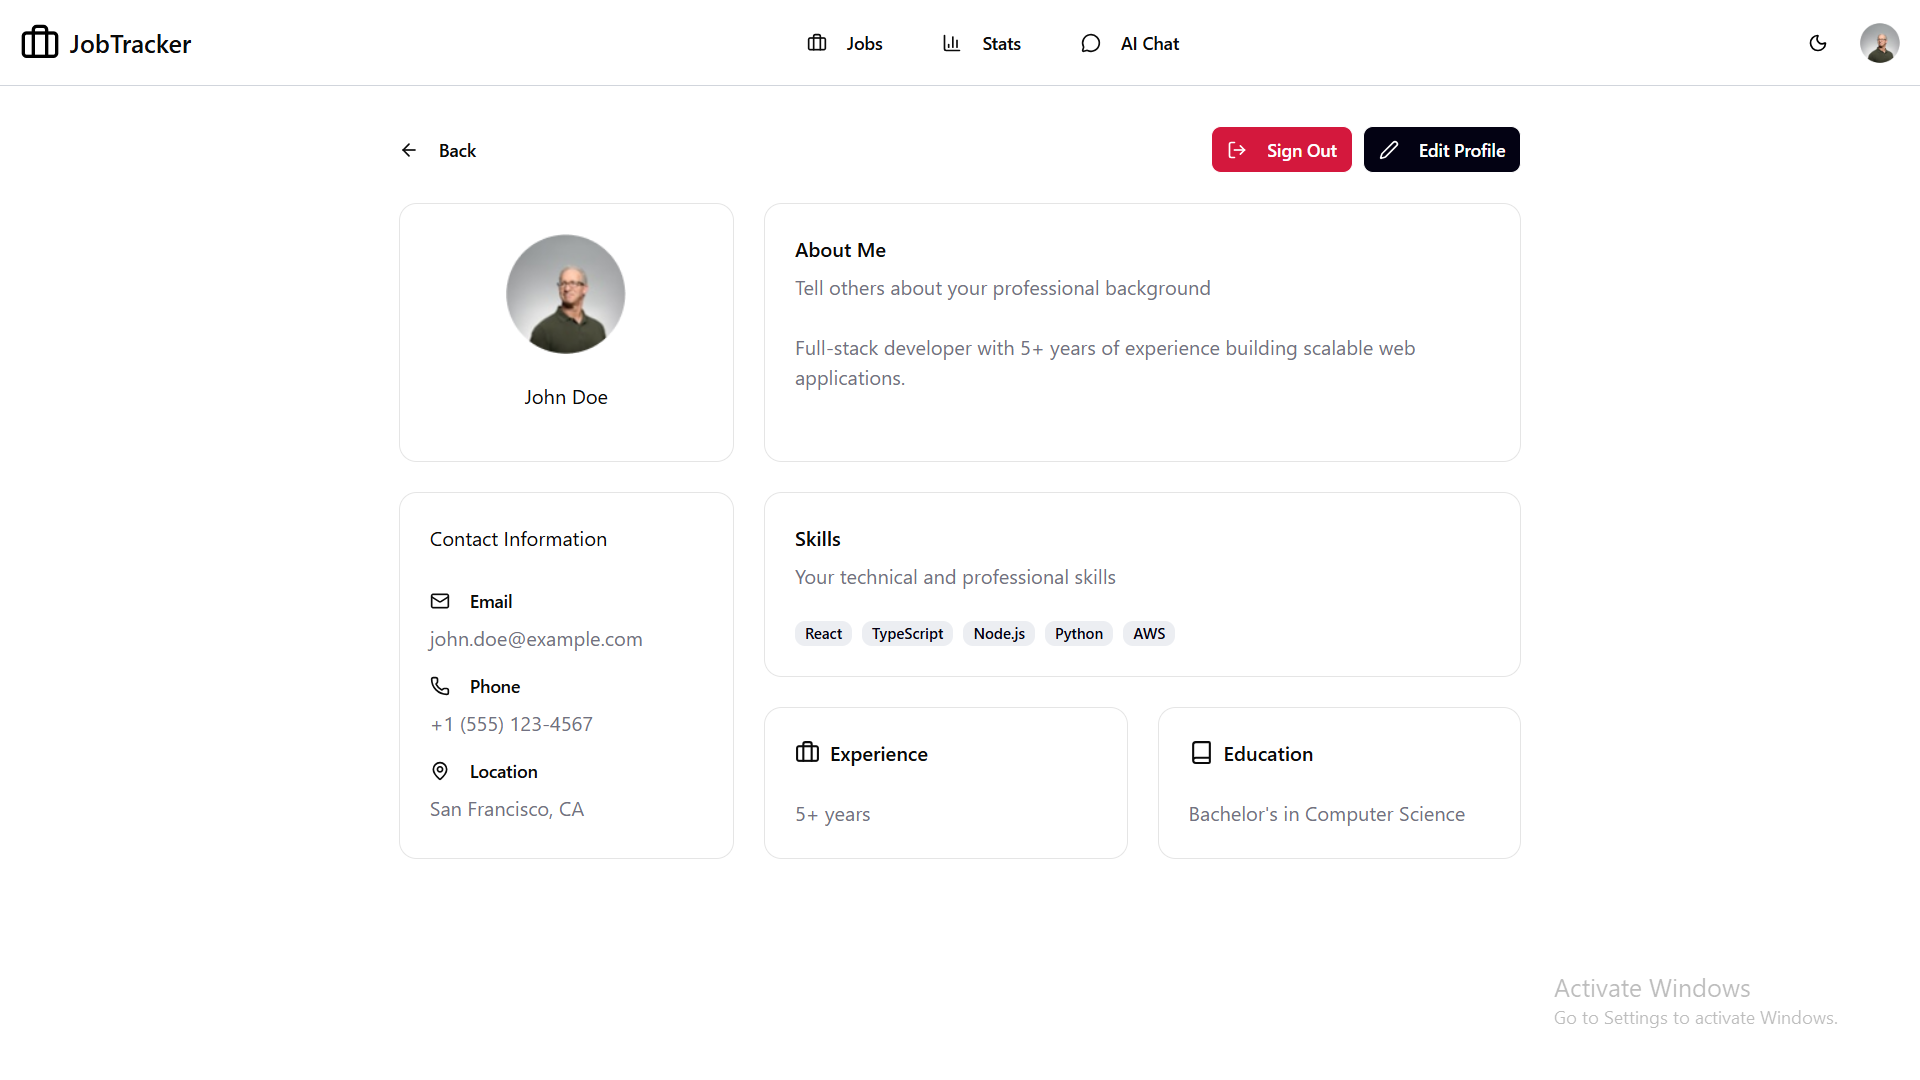 JobTracker
Jobs
Stats
AI Chat
Back
Sign Out
Edit Profile
John Doe
About Me
Tell others about your professional background
Full-stack developer with 5+ years of experience building scalable web
applications.
Contact Information
Email
john.doe@example.com
Phone
+1 (555) 123-4567
Location
San Francisco, CA
Skills
Your technical and professional skills
React TypeScript Node.js Python AWS
Experience
5+ years
Education
Bachelor's in Computer Science
Activate Windows
Go to Settings to activate Windows.